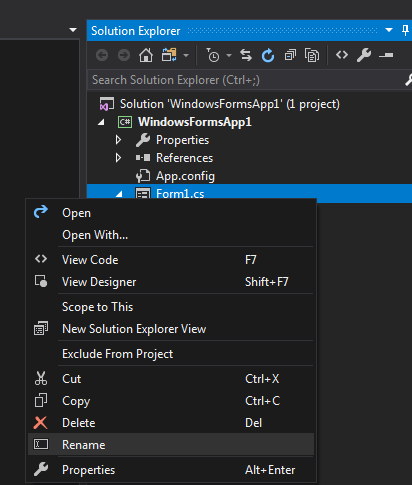 Solution Explorer
Search Solution Explorer (Ctrl+;)
Solution 'WindowsFormsApp1' (1 project)
C# WindowsFormsApp1
Properties
References
App.config
Form1.cs
Open
Open With...
View Code F7
View Designer Shift+F7
Scope to This
New Solution Explorer View
Exclude From Project
Cut Ctrl+X
Copy Ctrl+C
Delete Del
Rename
Properties Alt+Enter